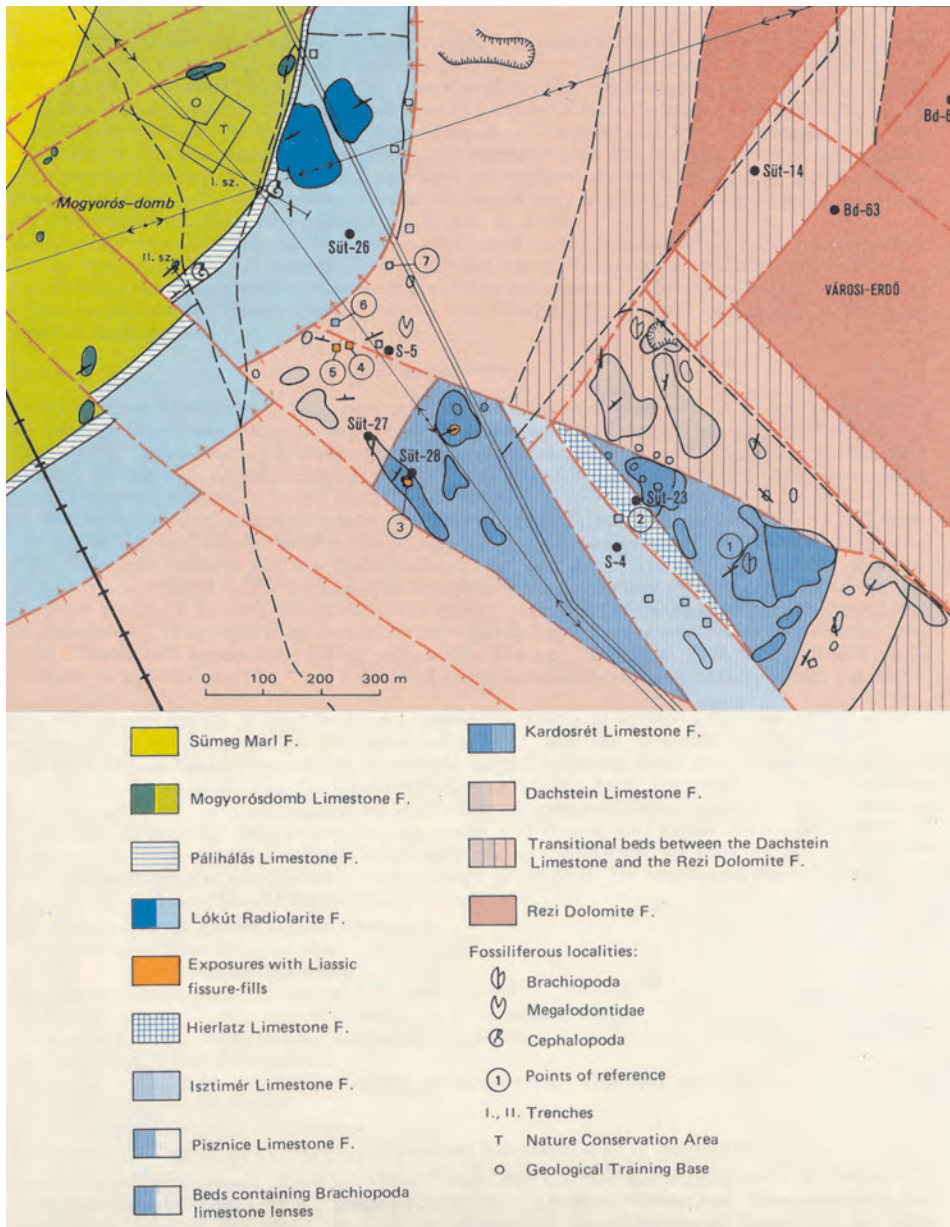 Bd-6
Süt-14
I. sz.
Mogyorós-domb
Bd-63
Süt-26
II. sz.
7
VÁROSI-ERDŐ
6
S-5
5
4
Süt-27
Süt-28
Süt-23
3
2
1
S-4
0 100 200 300 m
Sümeg Marl F.
Mogyorósdomb Limestone F.
Pálihálás Limestone F.
Lókút Radiolarite F.
Exposures with Liassic
fissure-fills
Hierlatz Limestone F.
Isztimér Limestone F.
Pisznice Limestone F.
Beds containing Brachiopoda
limestone lenses
Kardosrét Limestone F.
Dachstein Limestone F.
Transitional beds between the Dachstein
Limestone and the Rezi Dolomite F.
Rezi Dolomite F.
Fossiliferous localities:
Brachiopoda
Megalodontidae
Cephalopoda
1 Points of reference
I., II. Trenches
T Nature Conservation Area
Geological Training Base